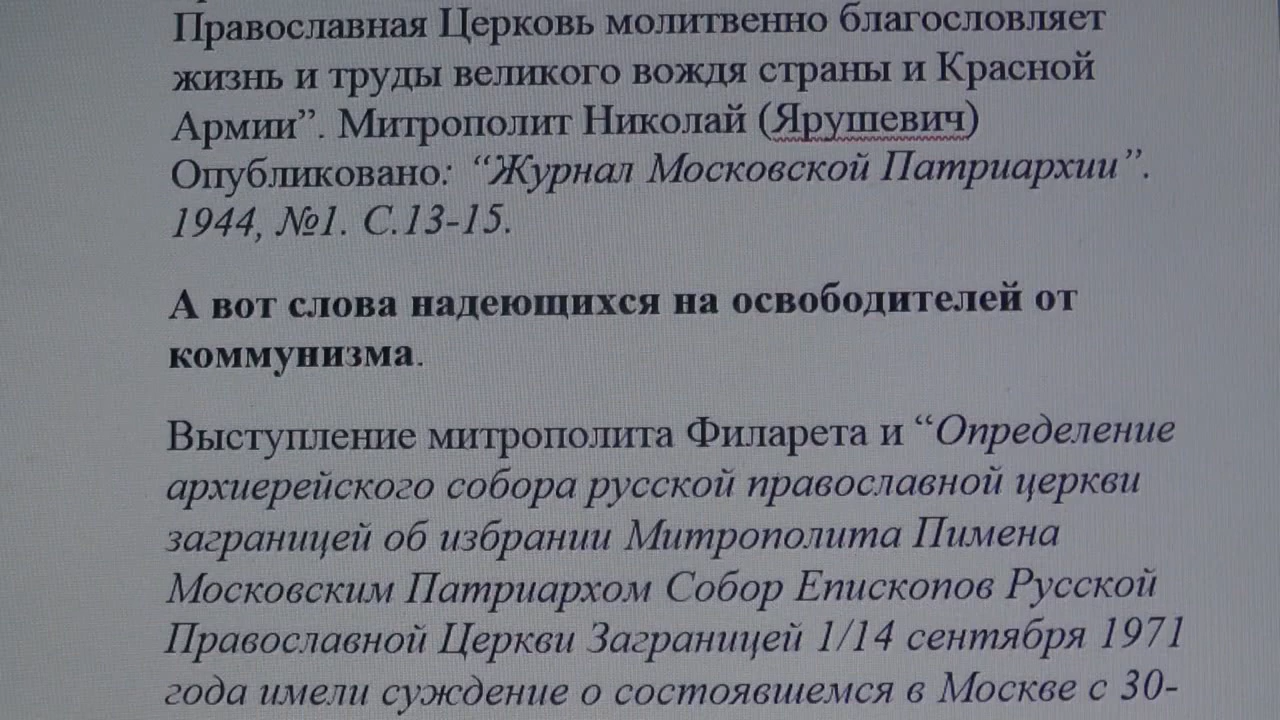 Православная Церковь молитвенно благословляет
жизнь и труды великого вождя страны и Красной
Армии”. Митрополит Николай (Ярушевич)
Опубликовано: “Журнал Московской Патриархии”.
1944, №1. С.13-15.
А вот слова надеющихся на освободителей от
коммунизма.
Выступление митрополита Филарета и “Определение
архиерейского собора русской православной церкви
заграницей об избрании Митрополита Пимена
Московским Патриархом Собор Епископов Русской
Православной Церкви Заграницей 1/14 сентября 1971
года имели суждение о состоявшемся в Москве с 30-